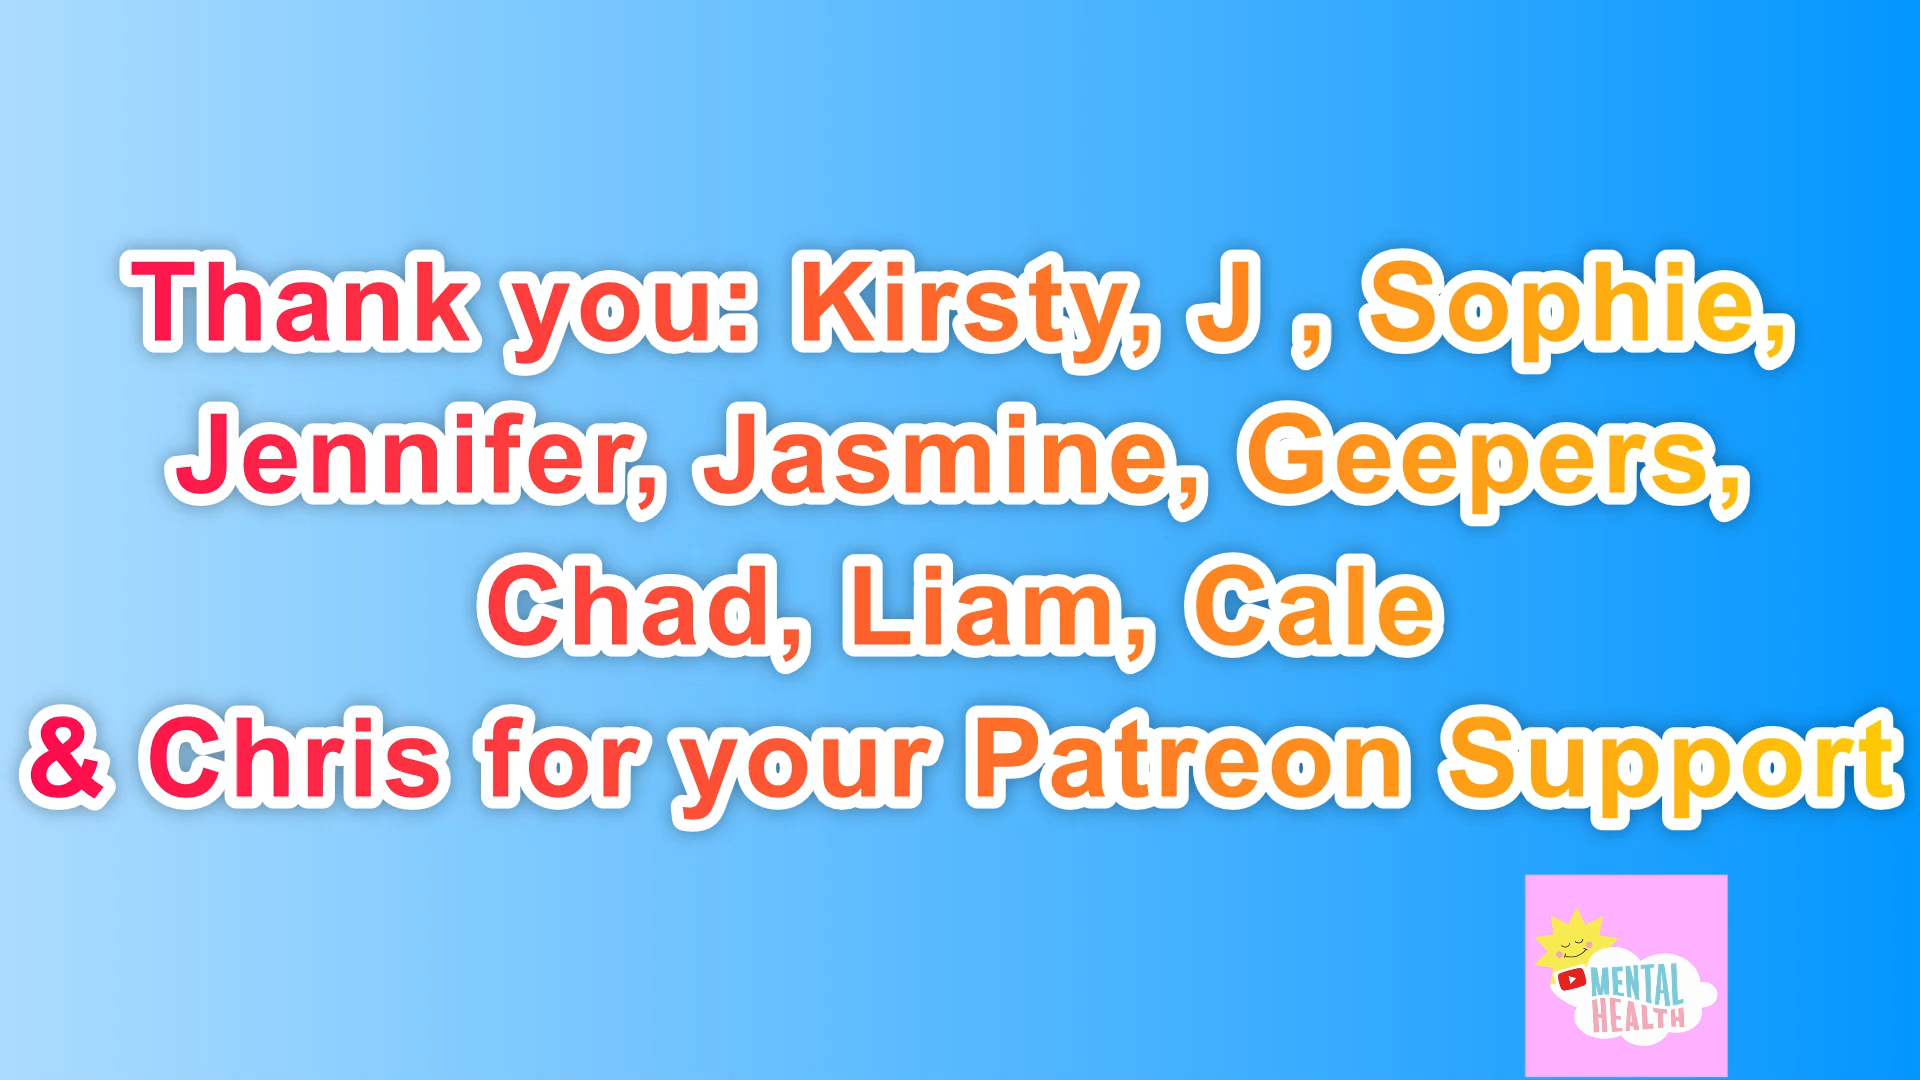 Thank you: Kirsty, J , Sophie,
Jennifer, Jasmine, Geepers,
Chad, Liam, Cale
& Chris for your Patreon Support
MENTAL
HEALTH